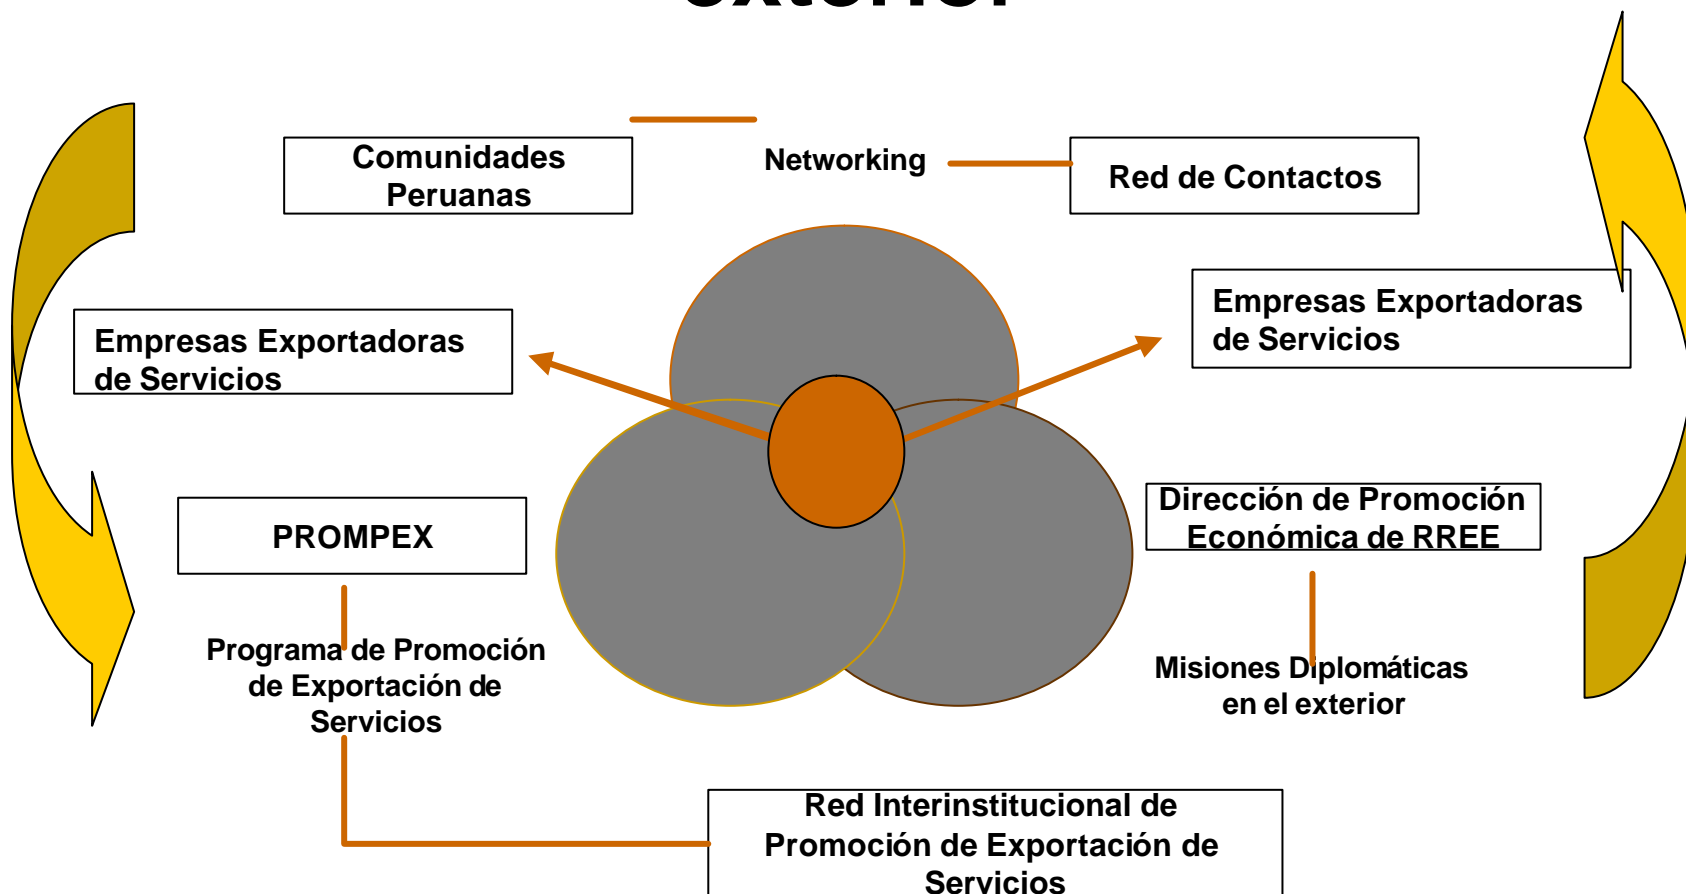 exterior
Comunidades
Peruanas
Networking
Red de Contactos
Empresas Exportadoras
de Servicios
Empresas Exportadoras
de Servicios
PROMPEX
Dirección de Promoción
Económica de RREE
Programa de Promoción
de Exportación de
Servicios
Misiones Diplomáticas
en el exterior
Red Interinstitucional de
Promoción de Exportación de
Servicios